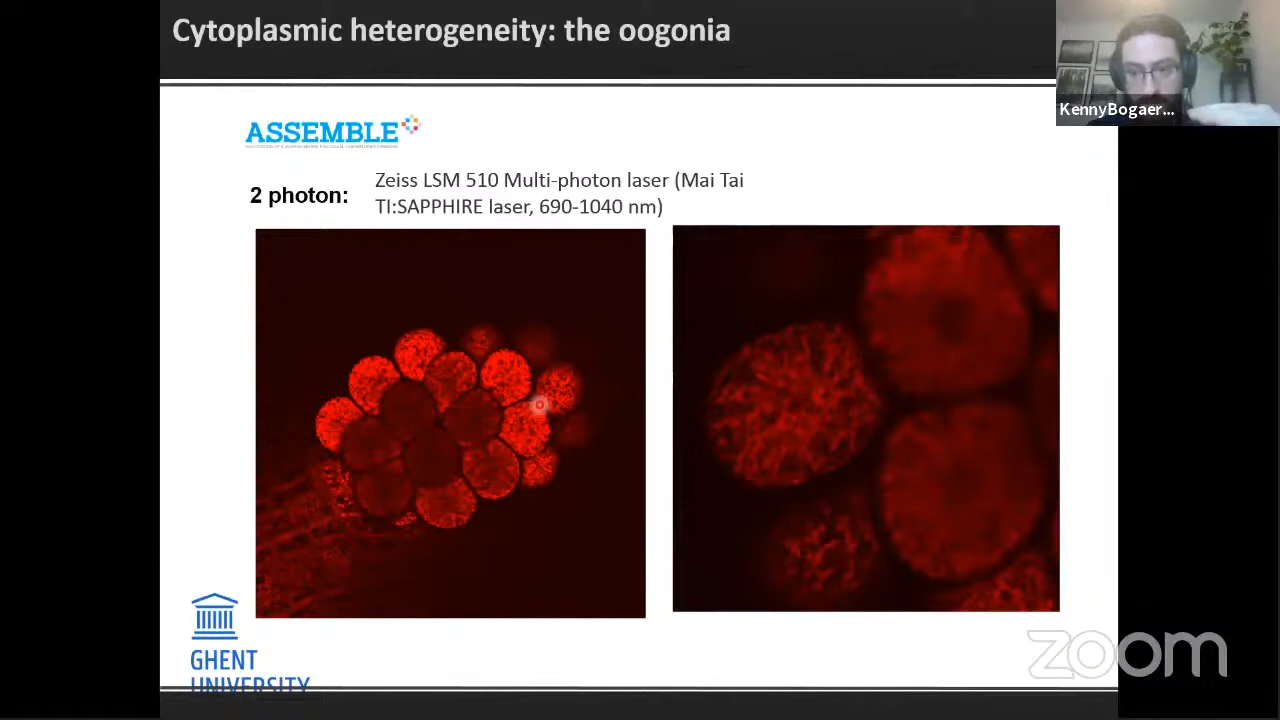 Cytoplasmic heterogeneity: the oogonia
KennyBogaer...
ASSEMBLE
2 photon:
Zeiss LSM 510 Multi-photon laser (Mai Tai
TI:SAPPHIRE laser, 690-1040 nm)
GHENT
UNIVERSITY
zoom